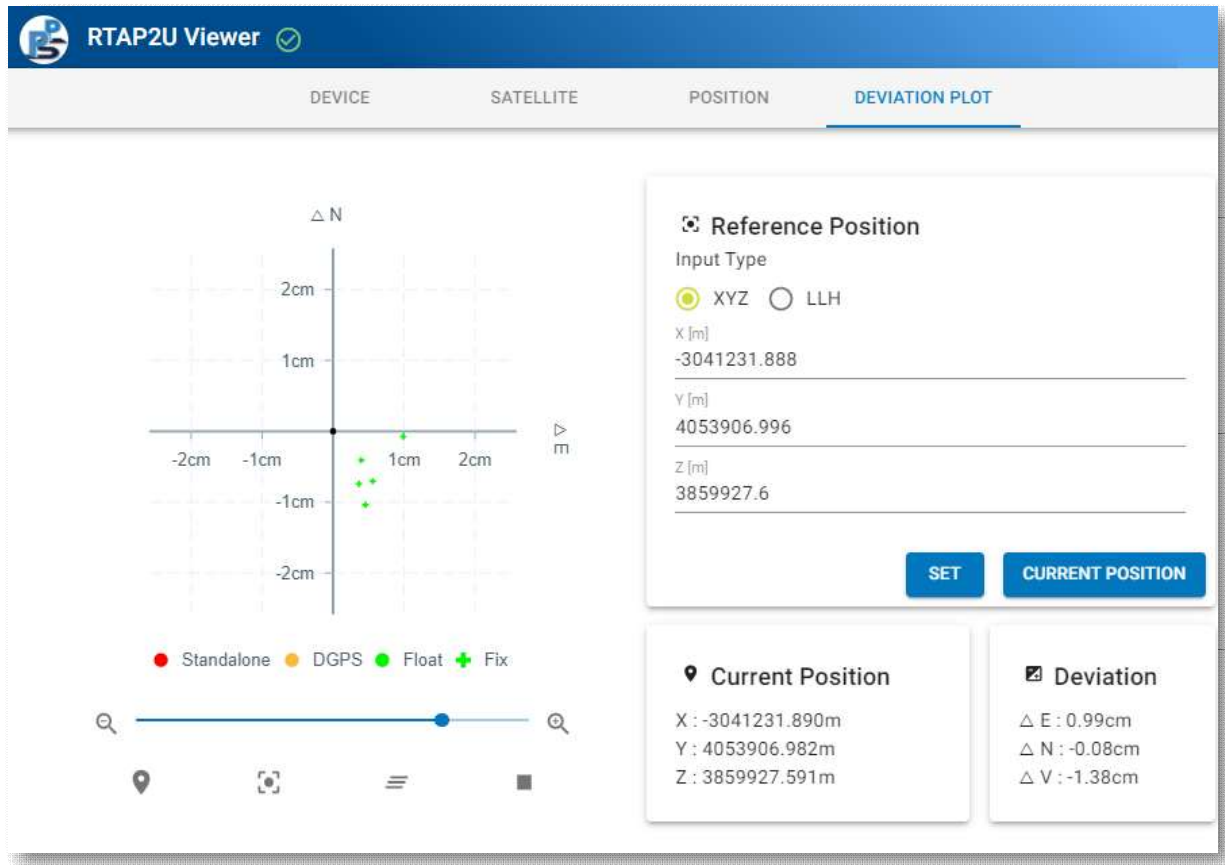 PPS
RTAP2U Viewer
DEVICE SATELLITE POSITION DEVIATION PLOT
△ N
2cm
1cm
-2cm -1cm 1cm 2cm
△ E
-1cm
-2cm
Standalone DGPS Float Fix
Reference Position
Input Type
XYZ LLH
X [m]
-3041231.888
Y [m]
4053906.996
Z [m]
3859927.6
SET CURRENT POSITION
Current Position
X : -3041231.890m
Y : 4053906.982m
Z : 3859927.591m
Deviation
△ E : 0.99cm
△ N : -0.08cm
△ V : -1.38cm